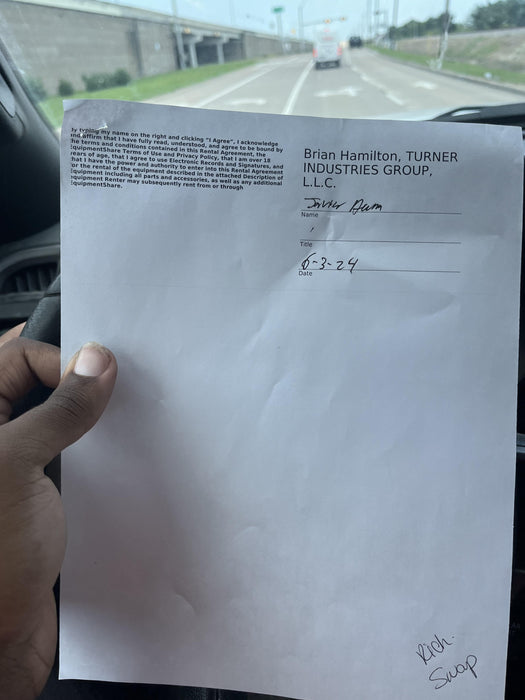 by typing my name on the right and clicking "I Agree", I acknowledge
and affirm that I have fully read, understood, and agree to be bound by
the terms and conditions contained in this Rental Agreement, the
EquipmentShare Terms of Use and Privacy Policy, that I am over 18
years of age, that I agree to use Electronic Records and Signatures, and
that I have the power and authority to enter into this Rental Agreement
for the rental of the equipment described in the attached Description of
Equipment including all parts and accessories, as well as any additional
equipment Renter may subsequently rent from or through
EquipmentShare.
Brian Hamilton, TURNER
INDUSTRIES GROUP,
L.L.C.
Name
Title
6-3-24
Date
Rich.
Swap